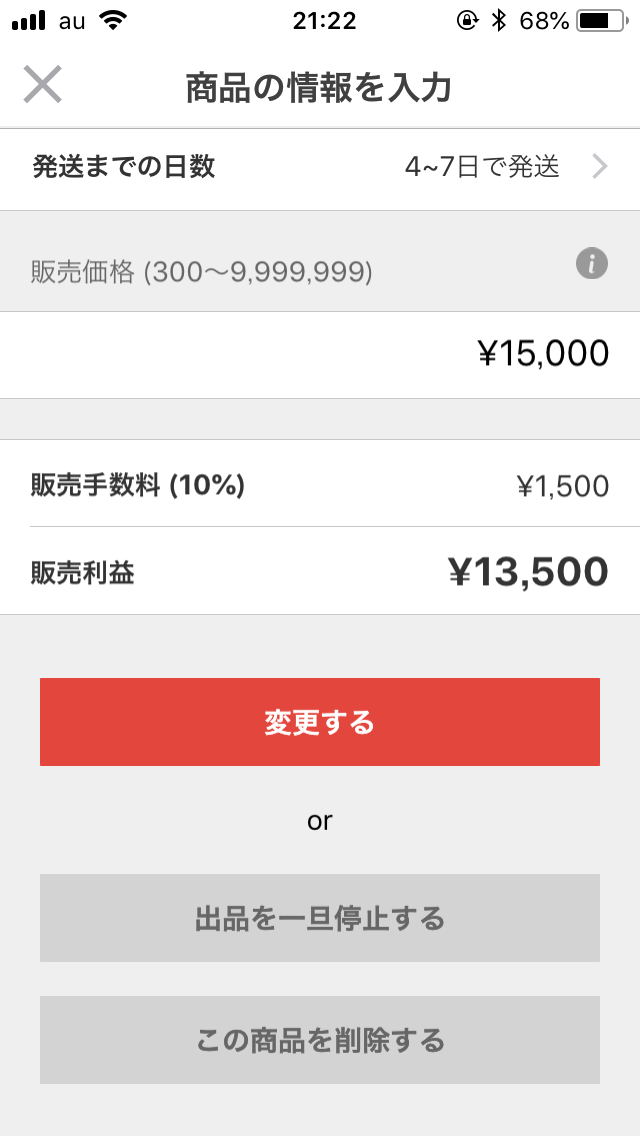 au 21:22 68%
商品の情報を入力
発送までの日数 4~7日で発送
販売価格 (300〜9,999,999) i
¥15,000
販売手数料 (10%) ¥1,500
販売利益 ¥13,500
変更する
or
出品を一旦停止する
この商品を削除する